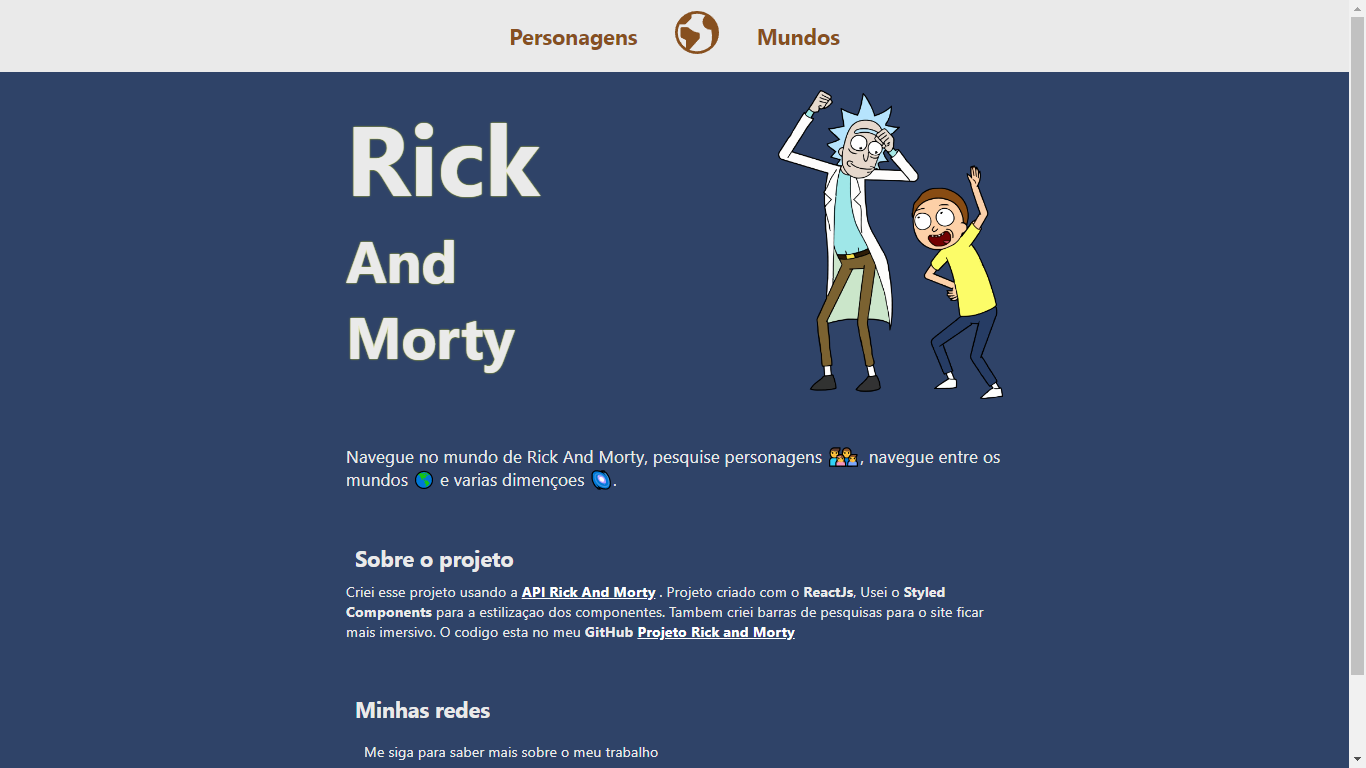 Personagens Mundos
Rick
And
Morty
Navegue no mundo de Rick And Morty, pesquise personagens 👨‍👩‍👧‍👦, navegue entre os
mundos 🌎 e varias dimençoes 🌌.
Sobre o projeto
Criei esse projeto usando a API Rick And Morty . Projeto criado com o ReactJs, Usei o Styled
Components para a estilizaçao dos componentes. Tambem criei barras de pesquisas para o site ficar
mais imersivo. O codigo esta no meu GitHub Projeto Rick and Morty
Minhas redes
Me siga para saber mais sobre o meu trabalho